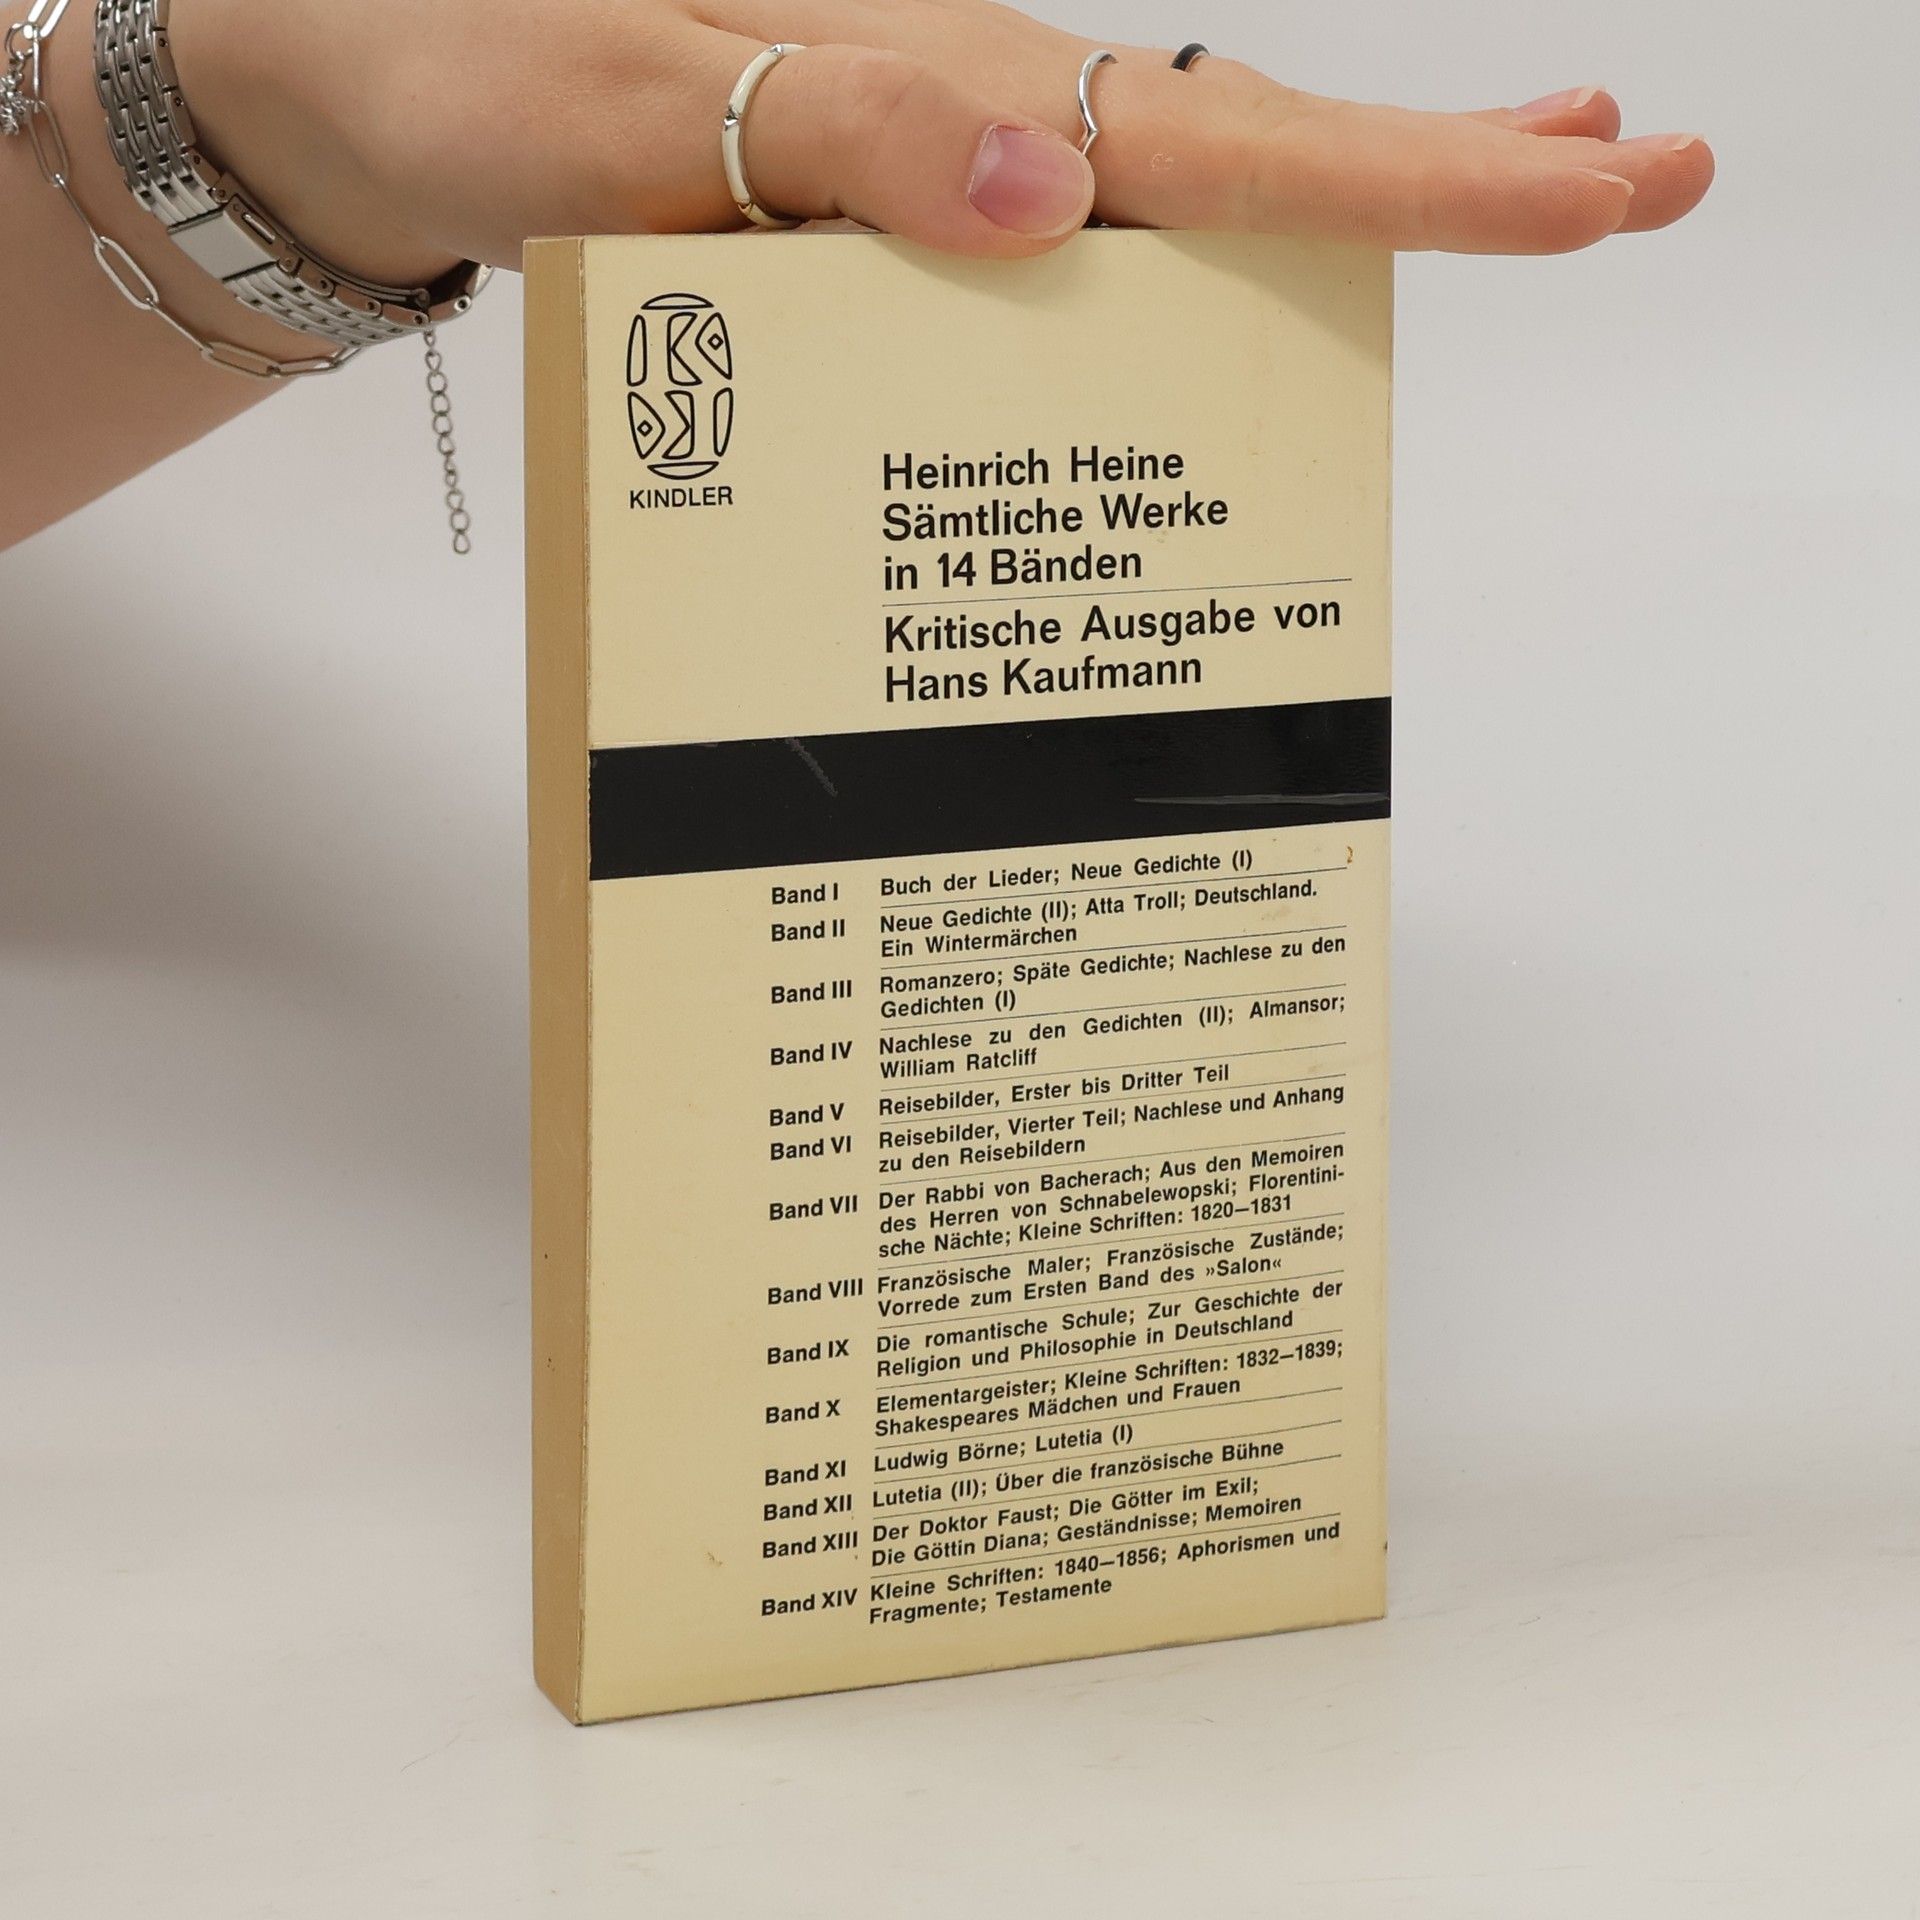 KINDLER
Heinrich Heine
Sämtliche Werke
in 14 Bänden
Kritische Ausgabe von
Hans Kaufmann
Band I Buch der Lieder; Neue Gedichte (I)
Band II Neue Gedichte (II); Atta Troll; Deutschland.
Ein Wintermärchen
Band III Romanzero; Späte Gedichte; Nachlese zu den
Gedichten (I)
Band IV Nachlese zu den Gedichten (II); Almansor;
William Ratcliff
Band V Reisebilder, Erster bis Dritter Teil
Band VI Reisebilder, Vierter Teil; Nachlese und Anhang
zu den Reisebildern
Band VII Der Rabbi von Bacherach; Aus den Memoiren
des Herren von Schnabelewopski; Florentini-
sche Nächte; Kleine Schriften: 1820–1831
Band VIII Französische Maler; Französische Zustände;
Vorrede zum Ersten Band des »Salon«
Band IX Die romantische Schule; Zur Geschichte der
Religion und Philosophie in Deutschland
Band X Elementargeister; Kleine Schriften: 1832–1839;
Shakespeares Mädchen und Frauen
Band XI Ludwig Börne; Lutetia (I)
Band XII Lutetia (II); Über die französische Bühne
Band XIII Der Doktor Faust; Die Götter im Exil;
Die Göttin Diana; Geständnisse; Memoiren
Band XIV Kleine Schriften: 1840–1856; Aphorismen und
Fragmente; Testamente